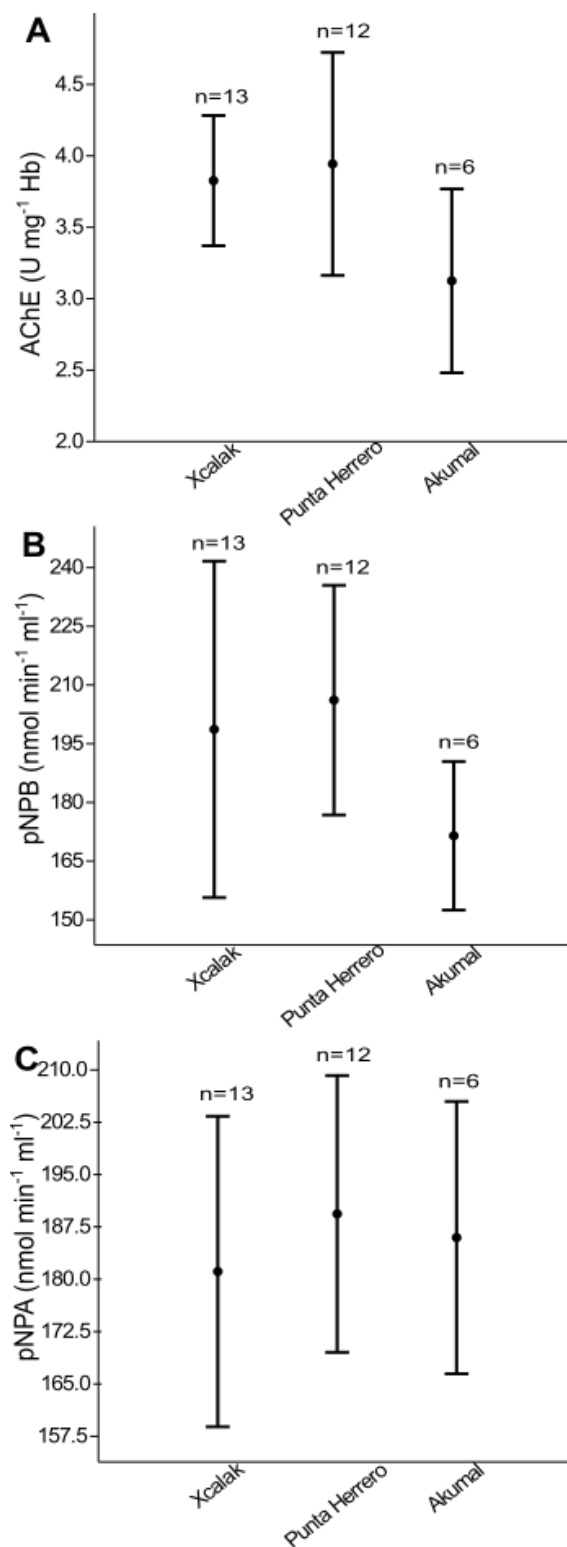 A
n=13
n=12
n=6
AChE (U mg⁻¹ Hb)
4.5
4.0
3.5
3.0
2.5
2.0
Xcalak
Punta Herrero
Akumal
B
n=13
n=12
n=6
pNPB (nmol min⁻¹ ml⁻¹)
240
225
210
195
180
165
150
Xcalak
Punta Herrero
Akumal
C
n=13
n=12
n=6
pNPA (nmol min⁻¹ ml⁻¹)
210.0
202.5
195.0
187.5
180.0
172.5
165.0
157.5
Xcalak
Punta Herrero
Akumal